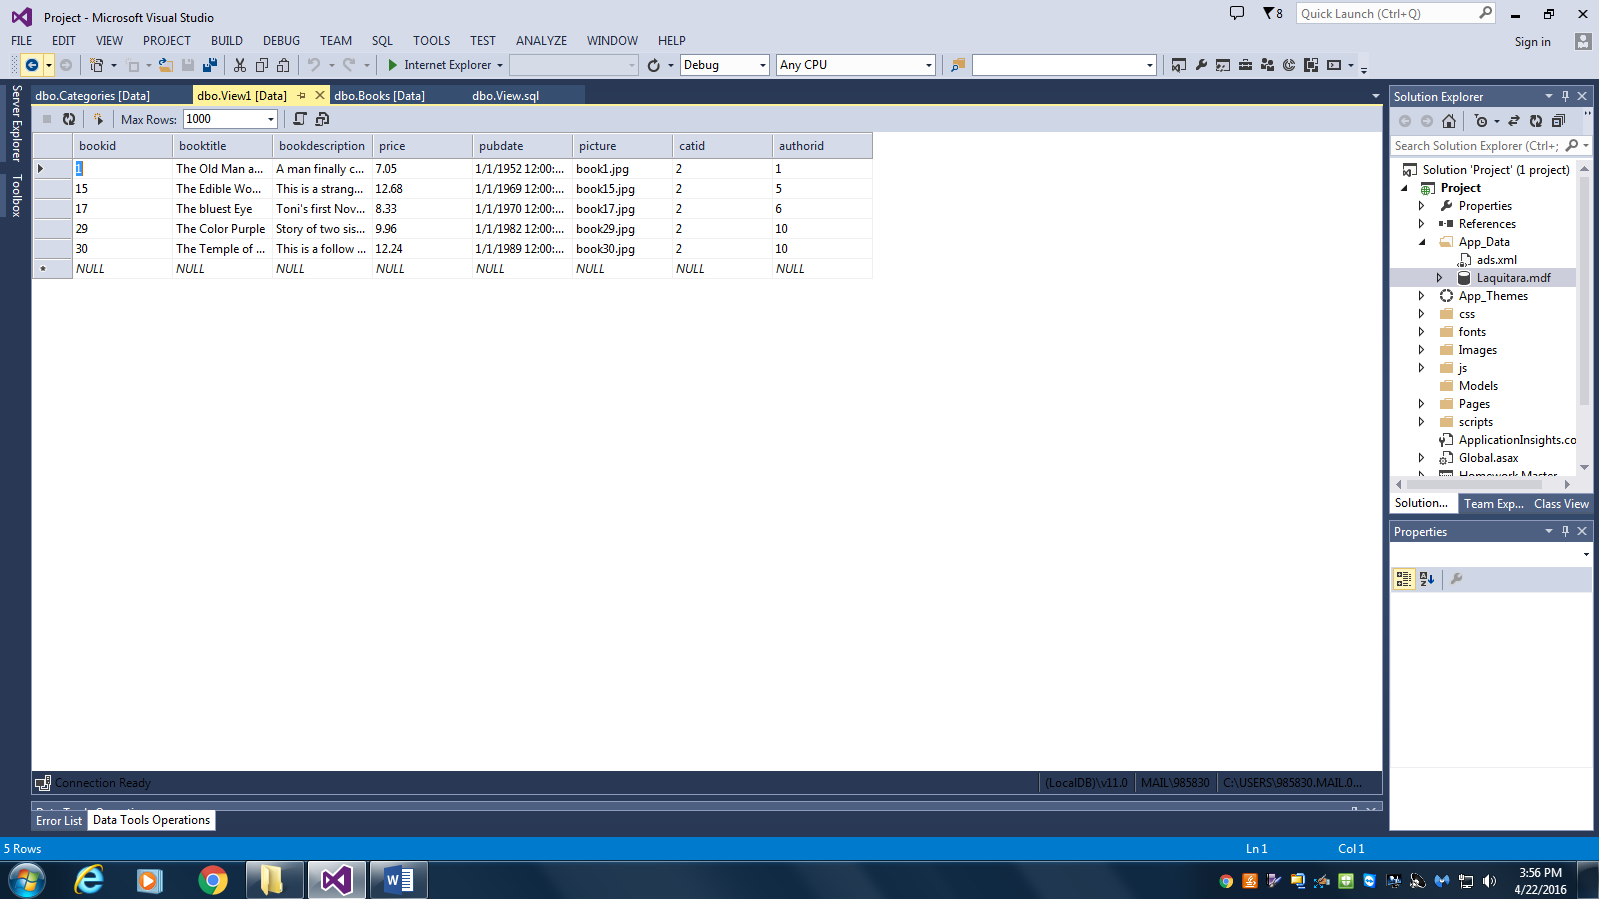 Project - Microsoft Visual Studio
8
Quick Launch (Ctrl+Q)
FILE EDIT VIEW PROJECT BUILD DEBUG TEAM SQL TOOLS TEST ANALYZE WINDOW HELP
Sign in
Internet Explorer Debug Any CPU
Server Explorer
Toolbox
dbo.Categories [Data] dbo.View1 [Data] dbo.Books [Data] dbo.View.sql
Max Rows: 1000
bookid booktitle bookdescription price pubdate picture catid authorid
1 The Old Man a... A man finally c... 7.05 1/1/1952 12:00:... book1.jpg 2 1
15 The Edible Wo... This is a strang... 12.68 1/1/1969 12:00:... book15.jpg 2 5
17 The bluest Eye Toni's first Nov... 8.33 1/1/1970 12:00:... book17.jpg 2 6
29 The Color Purple Story of two sis... 9.96 1/1/1982 12:00:... book29.jpg 2 10
30 The Temple of ... This is a follow ... 12.24 1/1/1989 12:00:... book30.jpg 2 10
NULL NULL NULL NULL NULL NULL NULL NULL
Connection Ready
(LocalDB)\v11.0 MAIL\985830 C:\USERS\985830.MAIL.0...
Error List Data Tools Operations
Solution Explorer
Search Solution Explorer (Ctrl+;
Solution 'Project' (1 project)
Project
Properties
References
App_Data
ads.xml
Laquitara.mdf
App_Themes
css
fonts
Images
js
Models
Pages
scripts
ApplicationInsights.co
Global.asax
Homework Master
Solution... Team Exp... Class View
Properties
5 Rows Ln 1 Col 1
3:56 PM
4/22/2016